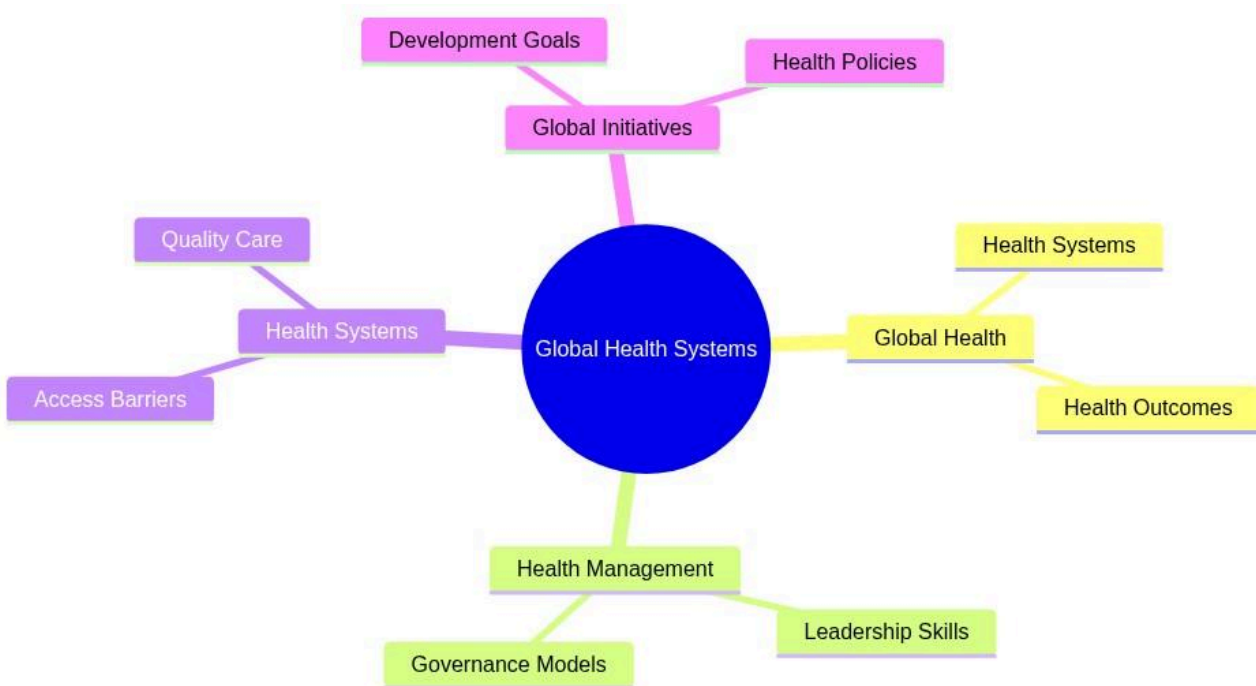 Development Goals
Health Policies
Global Initiatives
Quality Care
Health Systems
Health Systems
Access Barriers
Global Health Systems
Global Health
Health Outcomes
Health Management
Leadership Skills
Governance Models